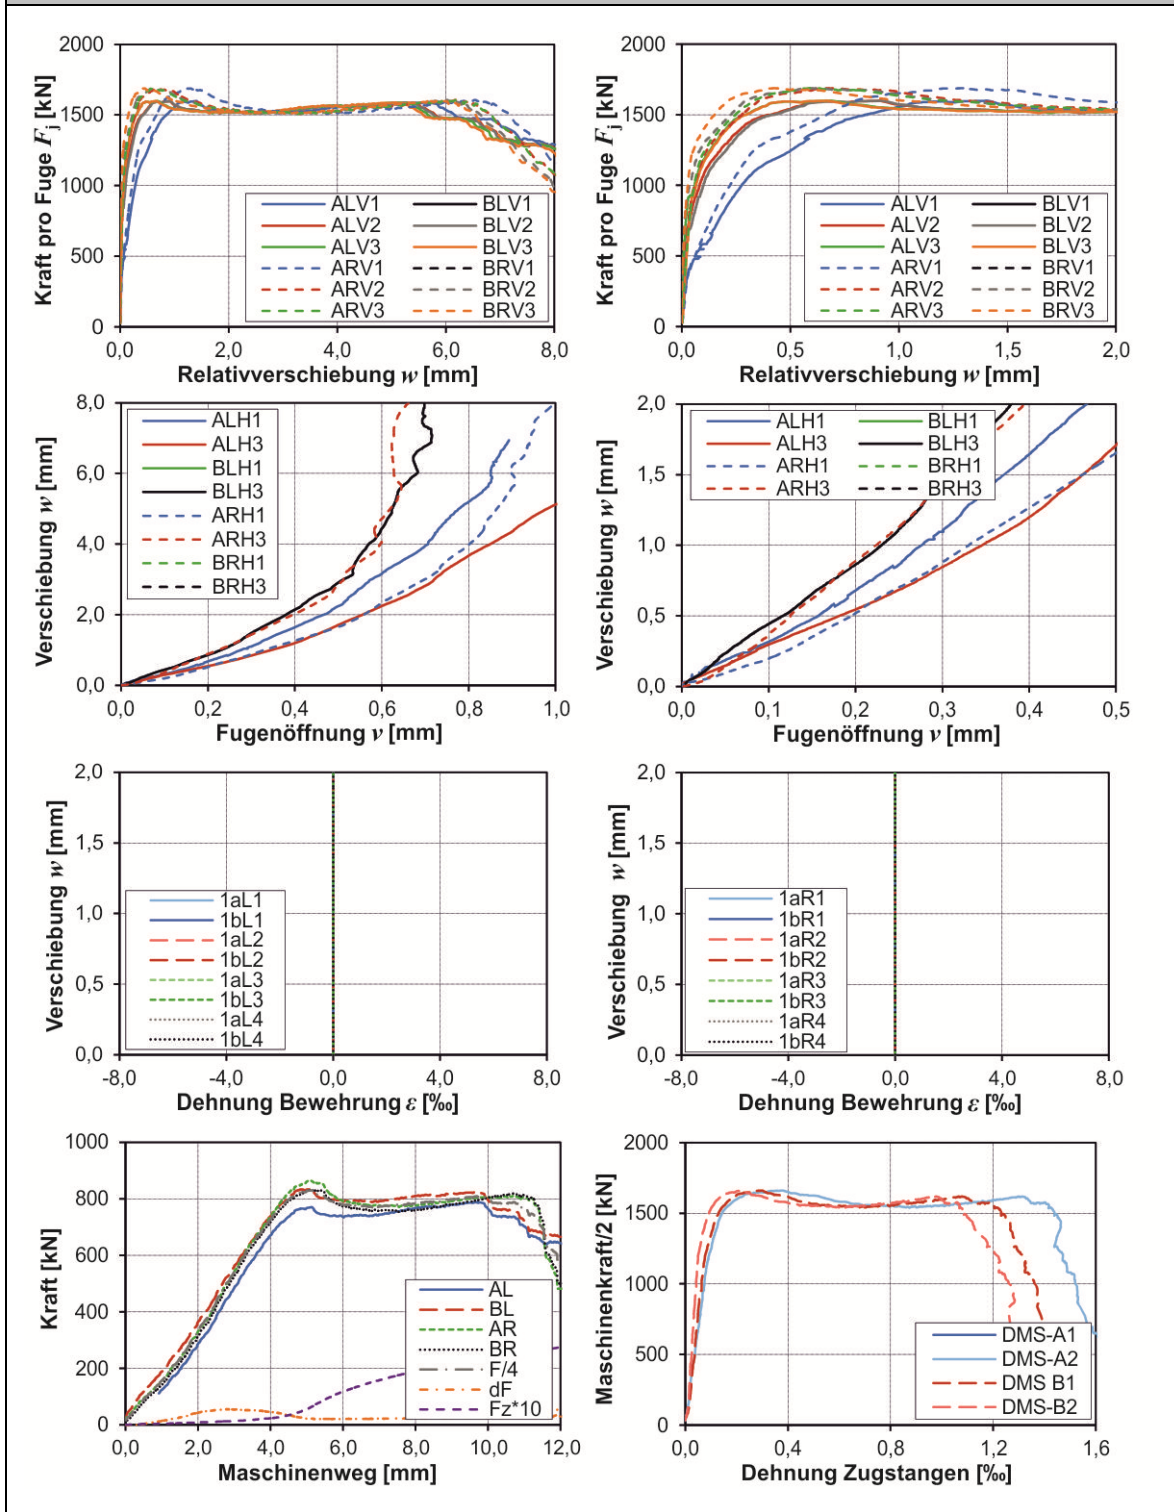 2000
1500
1000
500
0
Kraft pro Fuge Fj [kN]
ALV1 BLV1
ALV2 BLV2
ALV3 BLV3
ARV1 BRV1
ARV2 BRV2
ARV3 BRV3
0,0 2,0 4,0 6,0 8,0
Relativverschiebung w [mm]
2000
1500
1000
500
0
Kraft pro Fuge Fj [kN]
ALV1 BLV1
ALV2 BLV2
ALV3 BLV3
ARV1 BRV1
ARV2 BRV2
ARV3 BRV3
0,0 0,5 1,0 1,5 2,0
Relativverschiebung w [mm]
8,0
6,0
4,0
2,0
0,0
Verschiebung w [mm]
ALH1
ALH3
BLH1
BLH3
ARH1
ARH3
BRH1
BRH3
0,0 0,2 0,4 0,6 0,8 1,0
Fugenöffnung v [mm]
2,0
1,5
1,0
0,5
0,0
Verschiebung w [mm]
ALH1 BLH1
ALH3 BLH3
ARH1 BRH1
ARH3 BRH3
0,0 0,1 0,2 0,3 0,4 0,5
Fugenöffnung v [mm]
2,0
1,5
1,0
0,5
0,0
Verschiebung w [mm]
1aL1
1bL1
1aL2
1bL2
1aL3
1bL3
1aL4
1bL4
-8,0 -4,0 0,0 4,0 8,0
Dehnung Bewehrung ε [‰]
2,0
1,5
1,0
0,5
0,0
Verschiebung w [mm]
1aR1
1bR1
1aR2
1bR2
1aR3
1bR3
1aR4
1bR4
-8,0 -4,0 0,0 4,0 8,0
Dehnung Bewehrung ε [‰]
1000
800
600
400
200
0
Kraft [kN]
AL
BL
AR
BR
F/4
dF
Fz*10
0,0 2,0 4,0 6,0 8,0 10,0 12,0
Maschinenweg [mm]
2000
1500
1000
500
0
Maschinenkraft/2 [kN]
DMS-A1
DMS-A2
DMS B1
DMS-B2
0,0 0,4 0,8 1,2 1,6
Dehnung Zugstangen [‰]